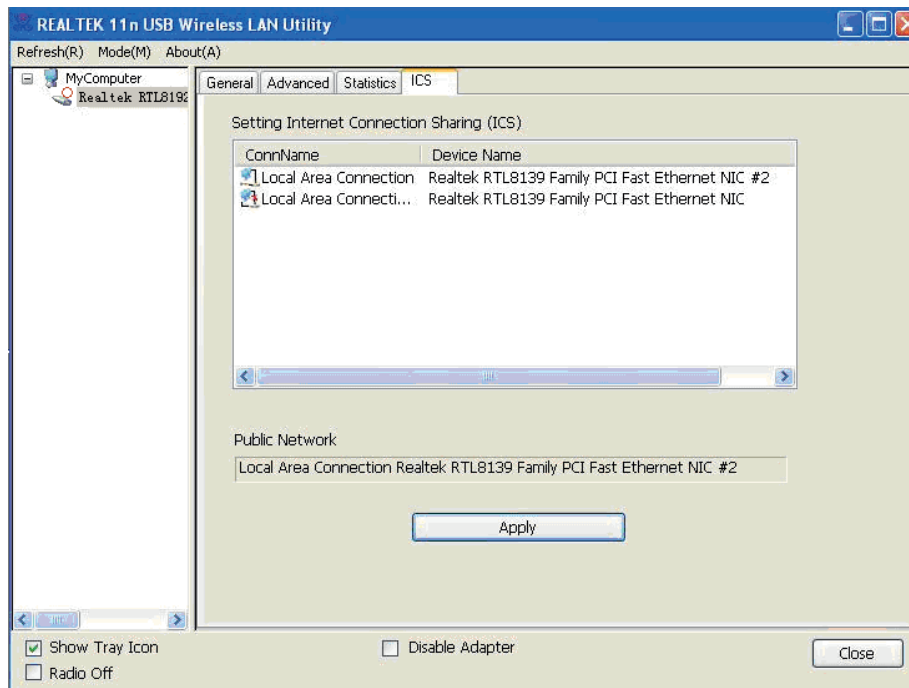 REALTEK 11n USB Wireless LAN Utility
Refresh(R) Mode(M) About(A)
MyComputer
Realtek RTL8192
General Advanced Statistics ICS
Setting Internet Connection Sharing (ICS)
ConnName Device Name
Local Area Connection Realtek RTL8139 Family PCI Fast Ethernet NIC #2
Local Area Connecti... Realtek RTL8139 Family PCI Fast Ethernet NIC
Public Network
Local Area Connection Realtek RTL8139 Family PCI Fast Ethernet NIC #2
Apply
Show Tray Icon
Radio Off
Disable Adapter
Close